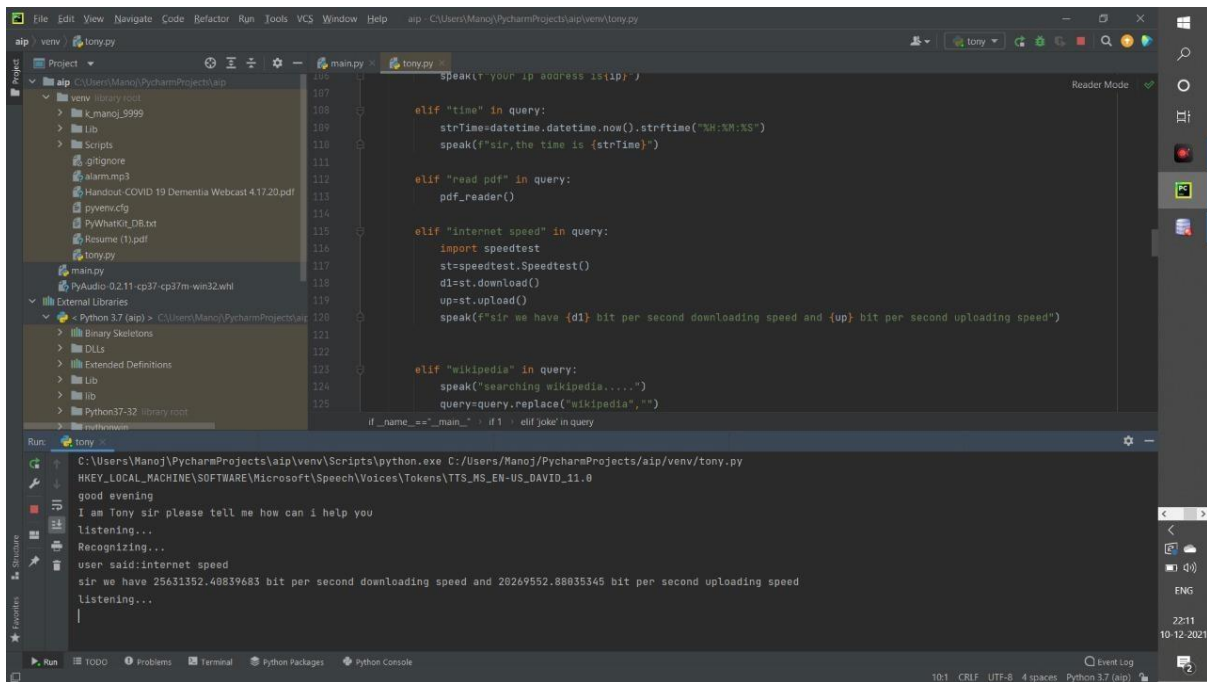 File Edit View Navigate Code Refactor Run Tools VCS Window Help aip - C:\Users\Manoj\PycharmProjects\aip\venv\tony.py
aip venv tony.py
tony
Project
main.py tony.py
Reader Mode
aip C:\Users\Manoj\PycharmProjects\aip
venv library root
k_manoj_9999
Lib
Scripts
.gitignore
alarm.mp3
Handout-COVID 19 Dementia Webcast 4.17.20.pdf
pyvenv.cfg
PyWhatKit_DB.txt
Resume (1).pdf
tony.py
main.py
PyAudio-0.2.11-cp37-cp37m-win32.whl
External Libraries
< Python 3.7 (aip) > C:\Users\Manoj\PycharmProjects\aip
Binary Skeletons
DLLs
Extended Definitions
Lib
lib
Python37-32 library root
pythonwin
106 speak(f"your ip address is{ip}")
107
108 elif "time" in query:
109 strTime=datetime.datetime.now().strftime("%H:%M:%S")
110 speak(f"sir,the time is {strTime}")
111
112 elif "read pdf" in query:
113 pdf_reader()
114
115 elif "internet speed" in query:
116 import speedtest
117 st=speedtest.Speedtest()
118 d1=st.download()
119 up=st.upload()
120 speak(f"sir we have {d1} bit per second downloading speed and {up} bit per second uploading speed")
121
122
123 elif "wikipedia" in query:
124 speak("searching wikipedia.....")
125 query=query.replace("wikipedia","")
if __name__=="__main__" if 1 elif 'joke' in query
Run: tony
C:\Users\Manoj\PycharmProjects\aip\venv\Scripts\python.exe C:/Users/Manoj/PycharmProjects/aip/venv/tony.py
HKEY_LOCAL_MACHINE\SOFTWARE\Microsoft\Speech\Voices\Tokens\TTS_MS_EN-US_DAVID_11.0
good evening
I am Tony sir please tell me how can i help you
listening...
Recognizing...
user said:internet speed
sir we have 25631352.40839683 bit per second downloading speed and 20269552.88035345 bit per second uploading speed
listening...
Structure
Favorites
Run TODO Problems Terminal Python Packages Python Console
Event Log
10:1 CRLF UTF-8 4 spaces Python 3.7 (aip)
PC
ENG
22:11
10-12-2021
2